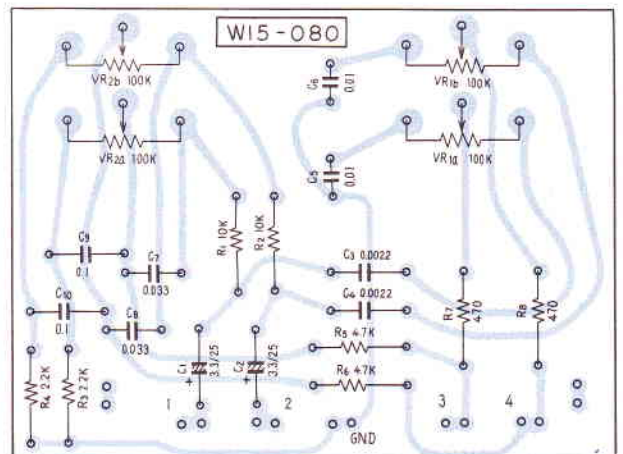 W15-080
VR2b 100K
C6 0.01
VR1b 100K
VR2a 100K
C5 0.01
VR1a 100K
R1 10K
R2 10K
C9
0.1
C7
0.033
C3 0.0022
C10
0.1
C8
0.033
C4 0.0022
R7 470
R8 470
R5 4.7K
C1 3.3/25
+
C2 3.3/25
+
R6 4.7K
R4 2.2K
R3 2.2K
1
2
3
4
GND